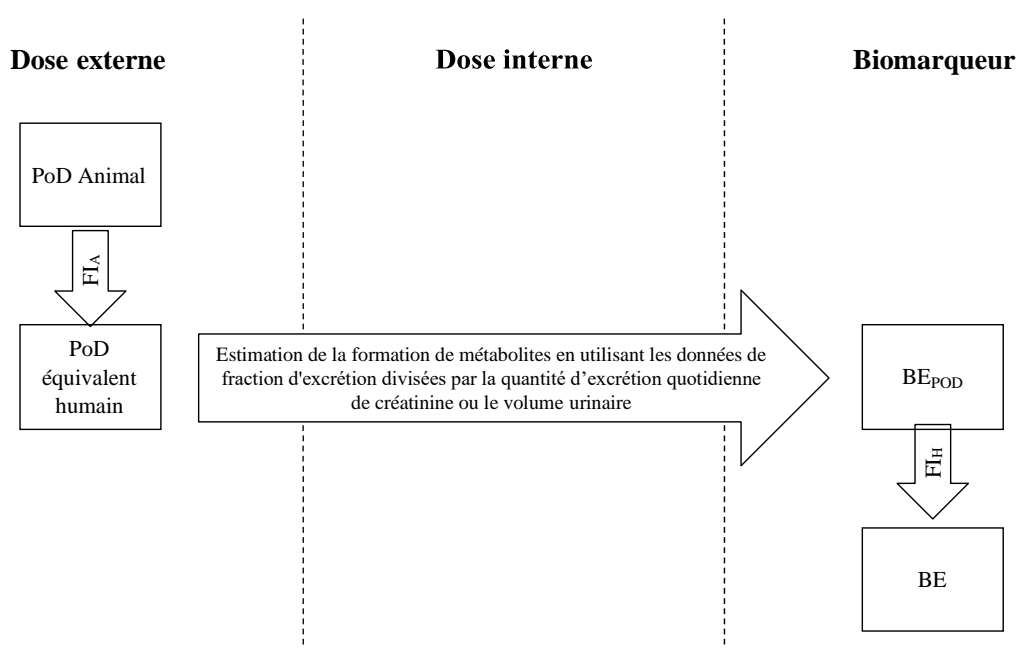 Dose externe
Dose interne
Biomarqueur
PoD Animal
FIA
PoD
équivalent
humain
Estimation de la formation de métabolites en utilisant les données de
fraction d'excrétion divisées par la quantité d’excrétion quotidienne
de créatinine ou le volume urinaire
BEPOD
FIH
BE